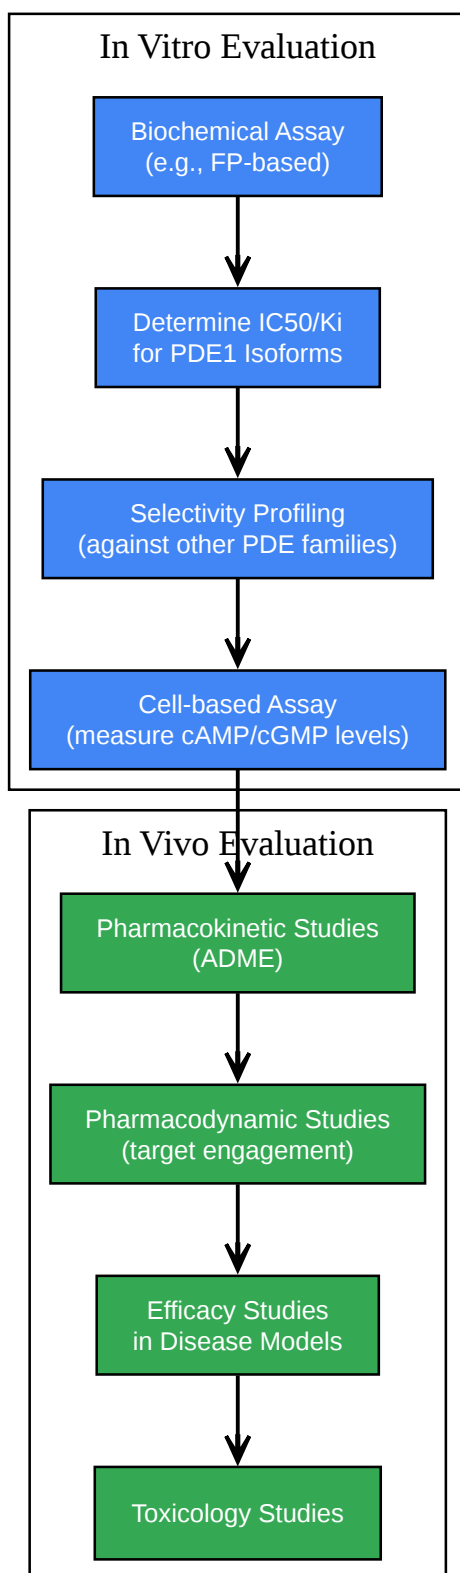 In Vitro Evaluation
Biochemical Assay
(e.g., FP-based)
Determine IC50/Ki
for PDE1 Isoforms
Selectivity Profiling
(against other PDE families)
Cell-based Assay
(measure cAMP/cGMP levels)
In Vivo Evaluation
Pharmacokinetic Studies
(ADME)
Pharmacodynamic Studies
(target engagement)
Efficacy Studies
in Disease Models
Toxicology Studies